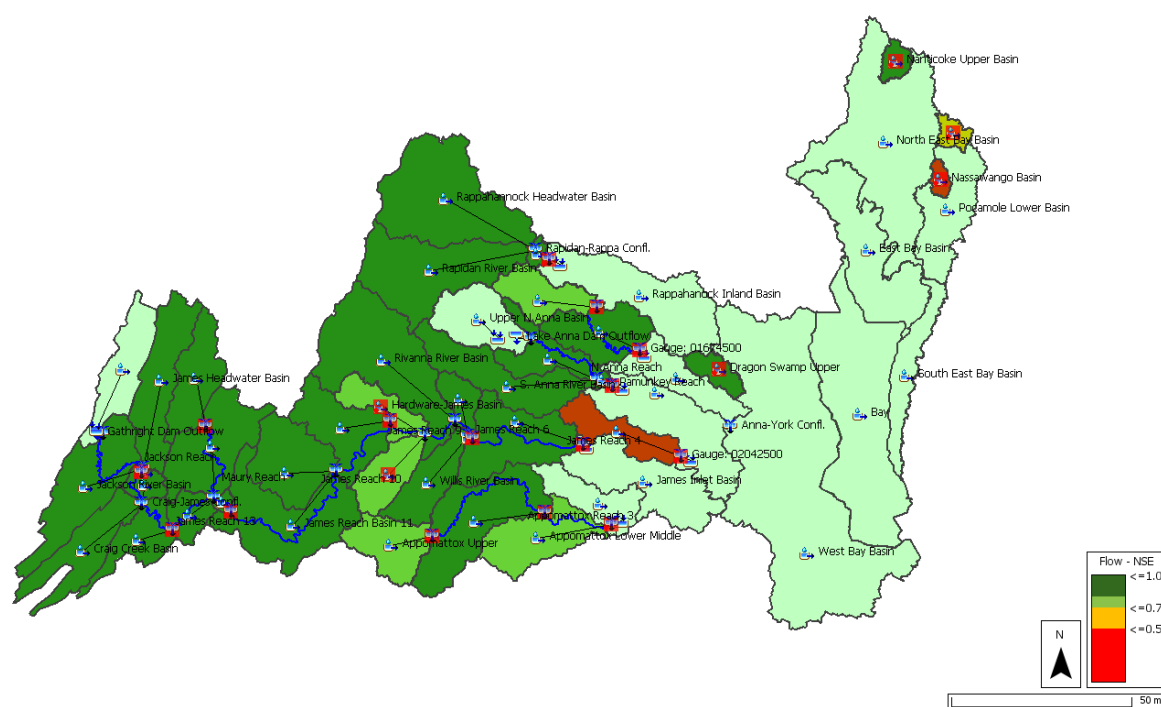 Nanticoke Upper Basin
North East Bay Basin
Nassawango Basin
Pocamole Lower Basin
Rappahannock Headwater Basin
East Bay Basin
Rapidan-Rappa Confl.
Rapidan River Basin
Rappahanock Inland Basin
Upper N Anna Basin
Lake Anna Dam Outflow
Gauge: 01674500
Rivanna River Basin
N Anna Reach
Dragon Swamp Upper
South East Bay Basin
James Headwater Basin
S. Anna River Basin
Pamunkey Reach
Hardware-James Basin
Bay
Anna-York Confl.
Gathright Dam Outflow
James Reach 9
James Reach 6
James Reach 4
Jackson Reach
Gauge: 02042500
Maury Reach
James Reach 10
Willis River Basin
James Inlet Basin
Jackson River Basin
Craig-James Confl.
Appomattox Reach 3
James Reach 13
James Reach Basin 11
Appomattox Lower Middle
Appomattox Upper
Craig Creek Basin
West Bay Basin
Flow - NSE
<=1.0
<=0.7
<=0.5
N
50 m